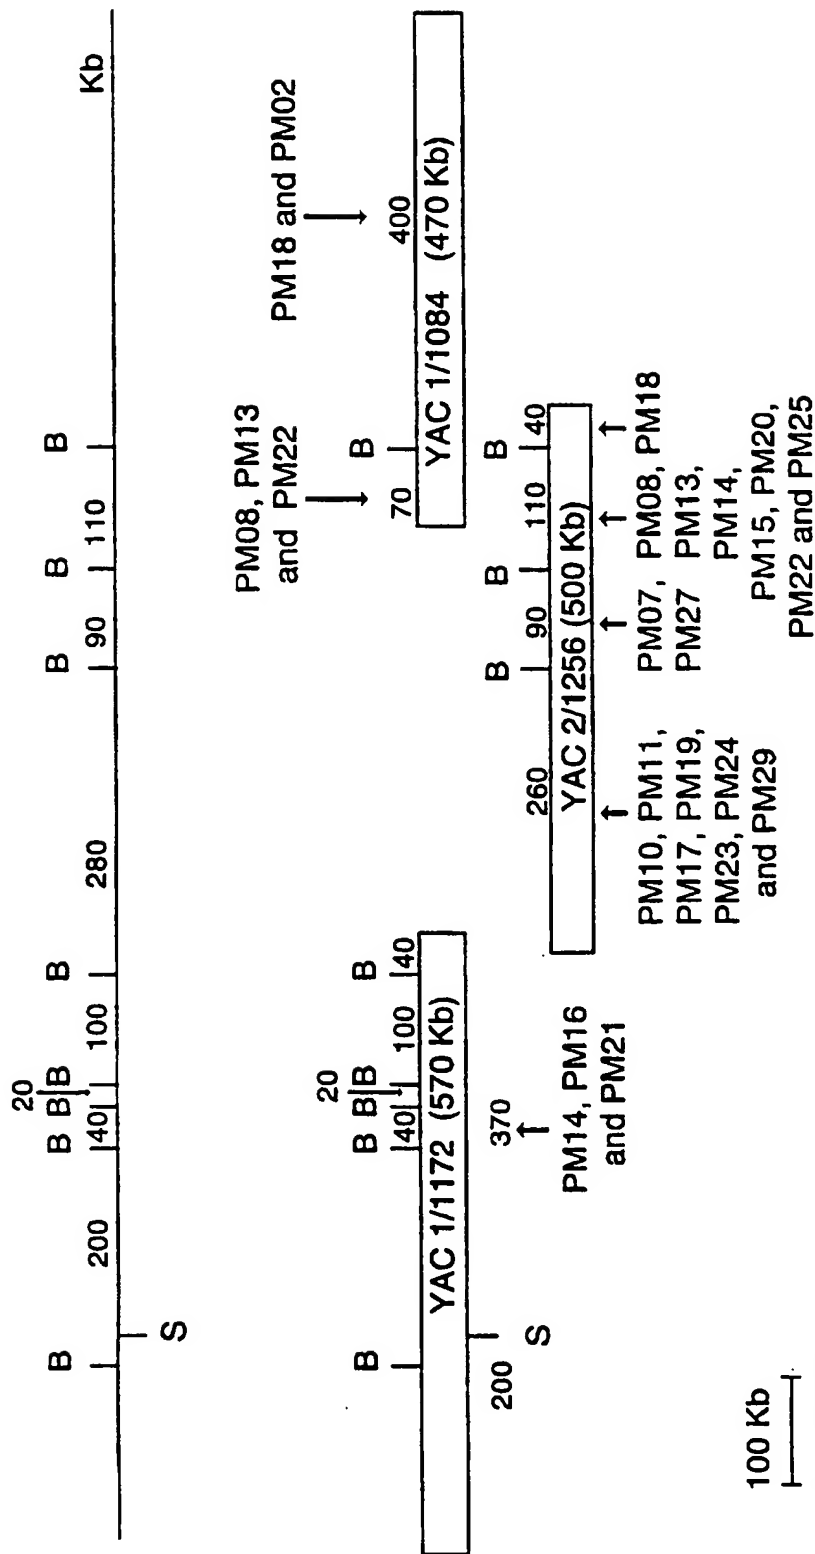 20
B B B B B B B B
200 40 100 280 90 110 Kb
S
PM08, PM13
and PM22
PM18 and PM02
20
B B B B B B
40 100 40 70 400
YAC 1/1172 (570 Kb) YAC 1/1084 (470 Kb)
200 S 370
B B B
260 90 110 40
YAC 2/1256 (500 Kb)
PM14, PM16
and PM21
PM10, PM11,
PM17, PM19,
PM23, PM24
and PM29
PM07,
PM27
PM08,
PM13,
PM14,
PM15, PM20,
PM22 and PM25
PM18
100 Kb